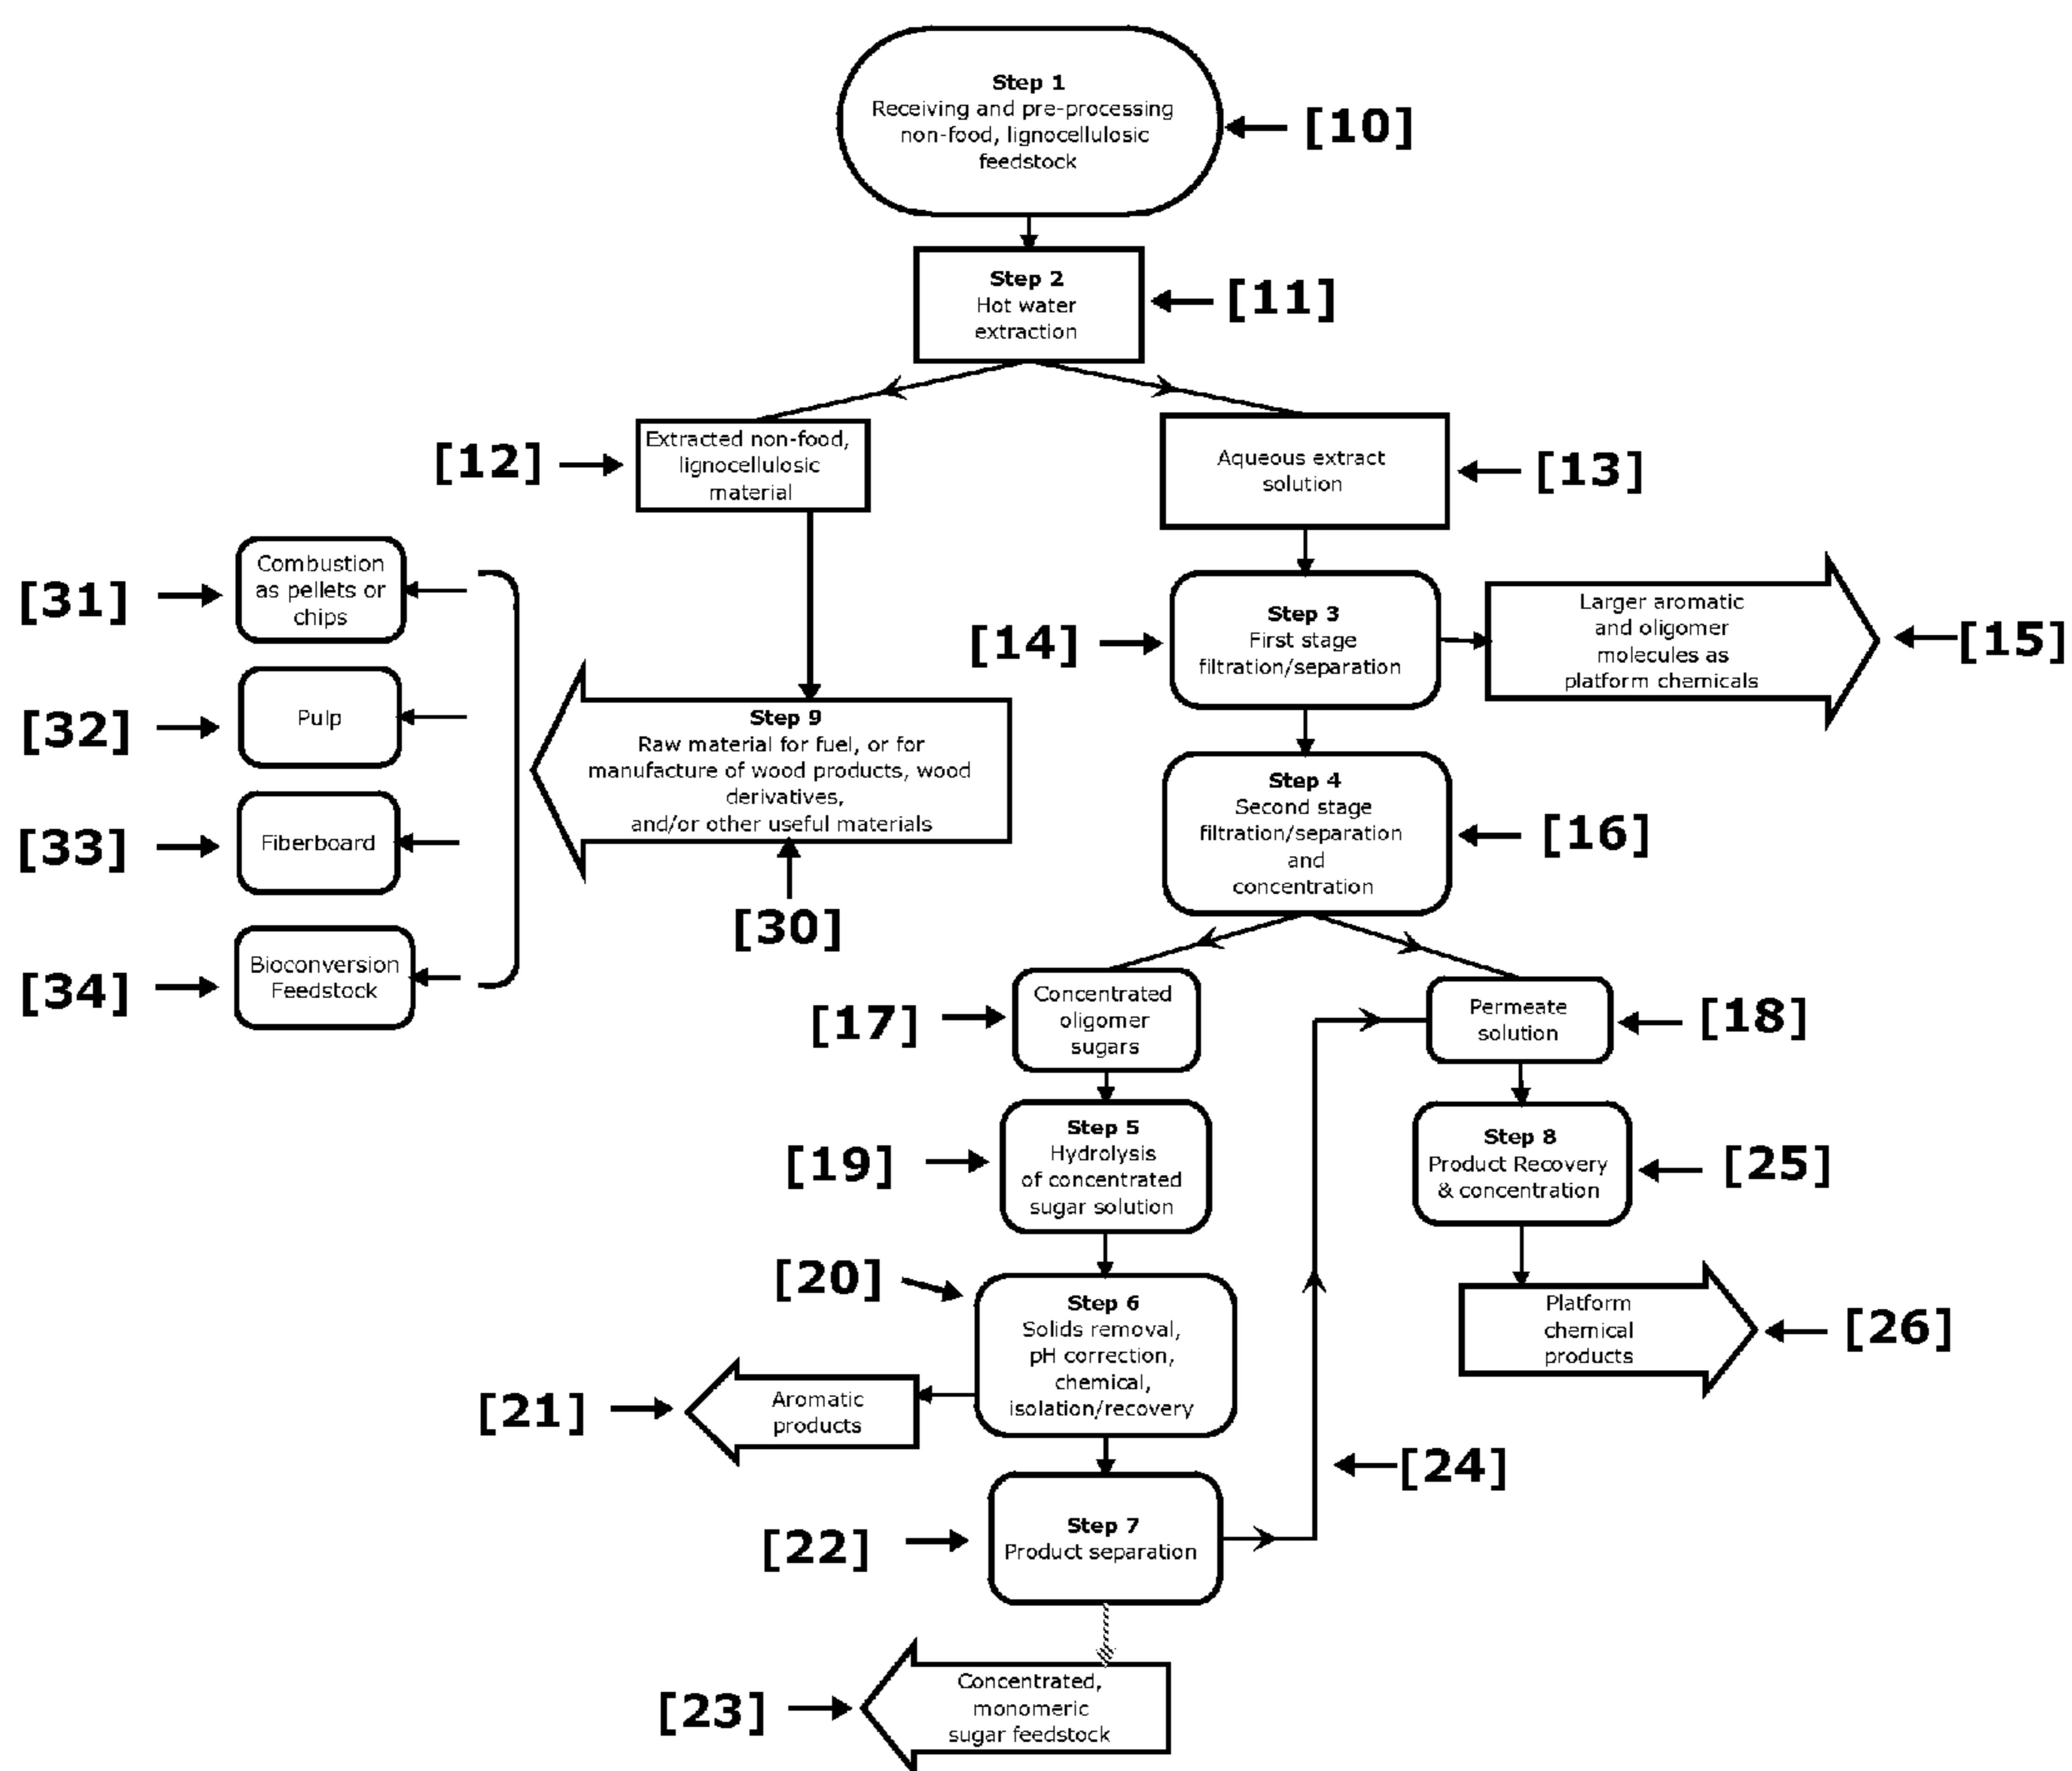 Step 1
Receiving and pre-processing
non-food, lignocellulosic
feedstock
[10]
Step 2
Hot water
extraction
[11]
[12]
Extracted non-food,
lignocellulosic
material
Aqueous extract
solution
[13]
[31]
Combustion
as pellets or
chips
[32]
Pulp
[33]
Fiberboard
[34]
Bioconversion
Feedstock
Step 9
Raw material for fuel, or for
manufacture of wood products, wood
derivatives,
and/or other useful materials
[30]
[14]
Step 3
First stage
filtration/separation
Larger aromatic
and oligomer
molecules as
platform chemicals
[15]
Step 4
Second stage
filtration/separation
and
concentration
[16]
[17]
Concentrated
oligomer
sugars
Permeate
solution
[18]
[19]
Step 5
Hydrolysis
of concentrated
sugar solution
Step 8
Product Recovery
& concentration
[25]
[20]
Step 6
Solids removal,
pH correction,
chemical,
isolation/recovery
Platform
chemical
products
[26]
[21]
Aromatic
products
[24]
[22]
Step 7
Product separation
[23]
Concentrated,
monomeric
sugar feedstock